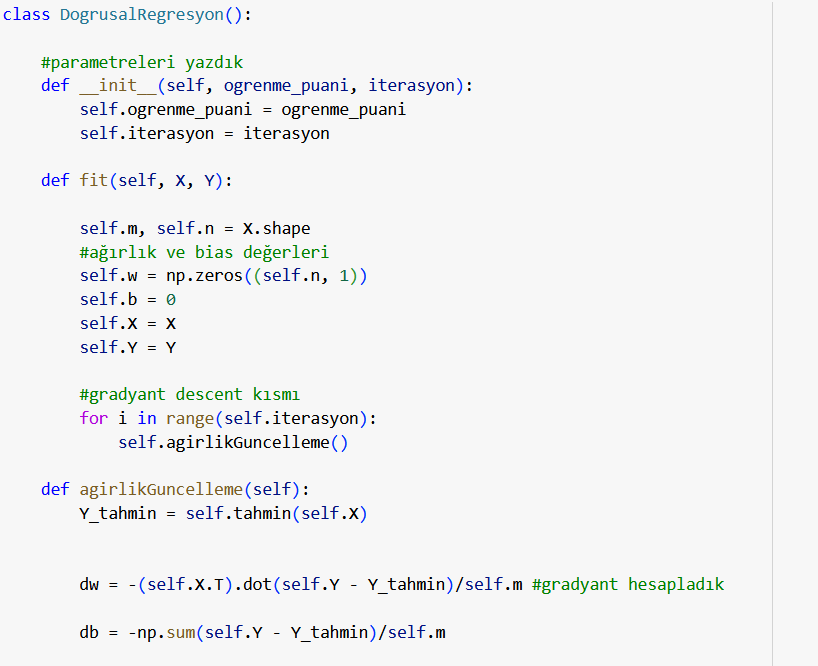 class DogrusalRegresyon():
#parametreleri yazdık
def __init__(self, ogrenme_puani, iterasyon):
self.ogrenme_puani = ogrenme_puani
self.iterasyon = iterasyon
def fit(self, X, Y):
self.m, self.n = X.shape
#ağırlık ve bias değerleri
self.w = np.zeros((self.n, 1))
self.b = 0
self.X = X
self.Y = Y
#gradyant descent kısmı
for i in range(self.iterasyon):
self.agirlikGuncelleme()
def agirlikGuncelleme(self):
Y_tahmin = self.tahmin(self.X)
dw = -(self.X.T).dot(self.Y - Y_tahmin)/self.m #gradyant hesapladık
db = -np.sum(self.Y - Y_tahmin)/self.m